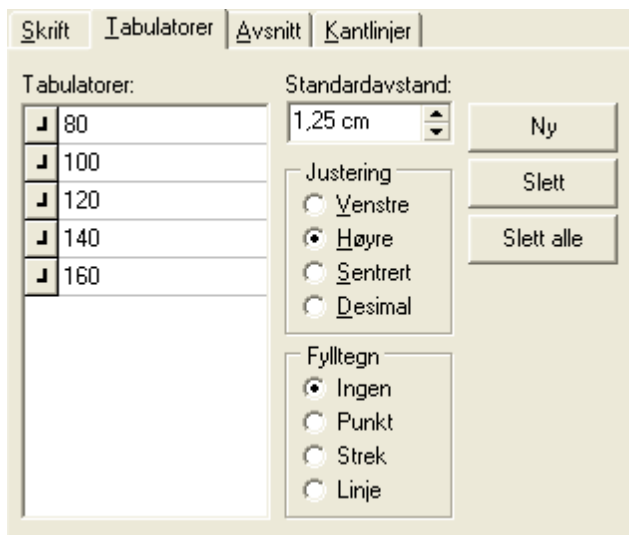 Skrift Tabulatorer Avsnitt Kantlinjer
Tabulatorer:
80
100
120
140
160
Standardavstand:
1,25 cm
Justering
Venstre
Høyre
Sentrert
Desimal
Fylltegn
Ingen
Punkt
Strek
Linje
Ny
Slett
Slett alle